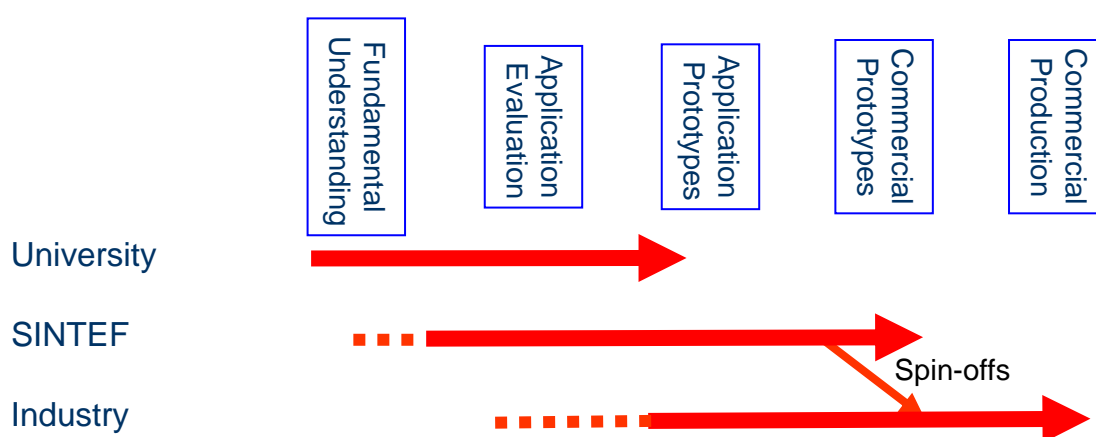 Fundamental
Understanding
Application
Evaluation
Application
Prototypes
Commercial
Prototypes
Commercial
Production
University
SINTEF
Spin-offs
Industry